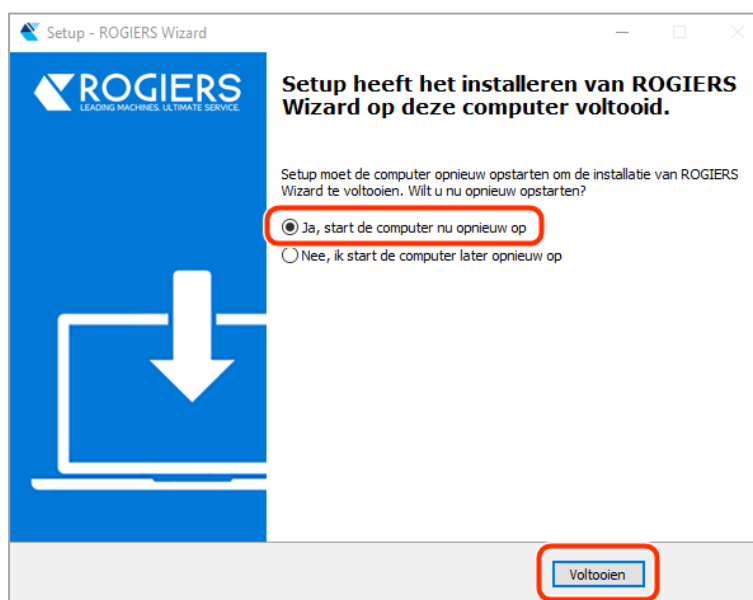 Setup - ROGIERS Wizard
ROGIERS
LEADING MACHINES. ULTIMATE SERVICE.
Setup heeft het installeren van ROGIERS
Wizard op deze computer voltooid.
Setup moet de computer opnieuw opstarten om de installatie van ROGIERS
Wizard te voltooien. Wilt u nu opnieuw opstarten?
Ja, start de computer nu opnieuw op
Nee, ik start de computer later opnieuw op
Voltooien